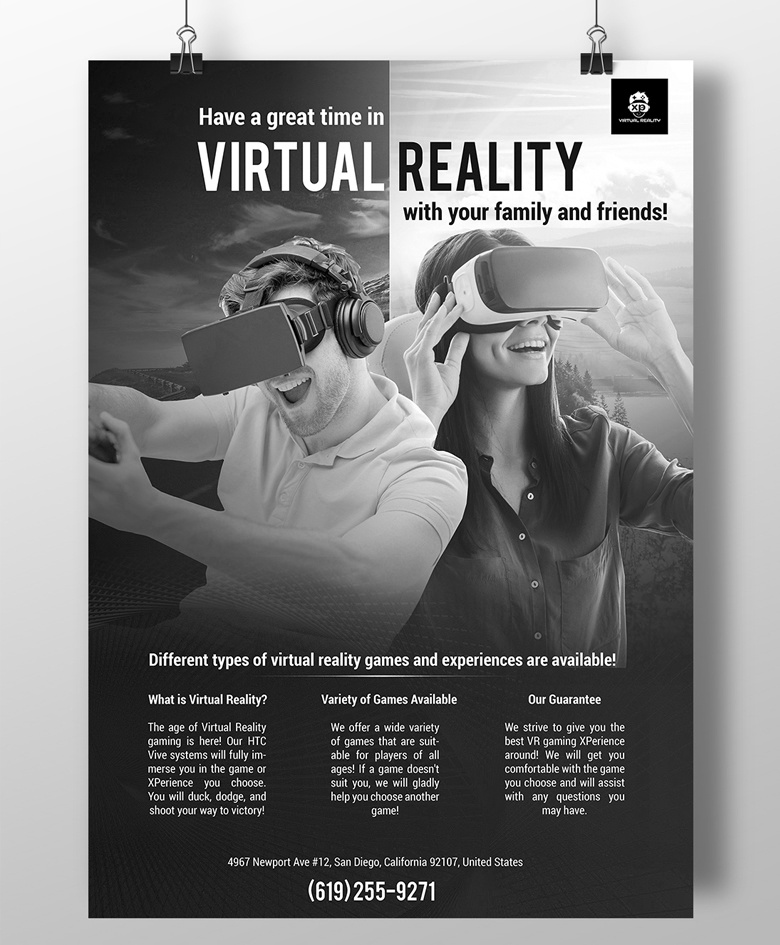 Have a great time in
VIRTUAL REALITY
with your family and friends!
XP
VIRTUAL REALITY
Different types of virtual reality games and experiences are available!
What is Virtual Reality?
The age of Virtual Reality
gaming is here! Our HTC
Vive systems will fully im-
merse you in the game or
XPerience you choose.
You will duck, dodge, and
shoot your way to victory!
Variety of Games Available
We offer a wide variety
of games that are suit-
able for players of all
ages! If a game doesn't
suit you, we will gladly
help you choose another
game!
Our Guarantee
We strive to give you the
best VR gaming XPerience
around! We will get you
comfortable with the game
you choose and will assist
with any questions you
may have.
4967 Newport Ave #12, San Diego, California 92107, United States
(619)255-9271